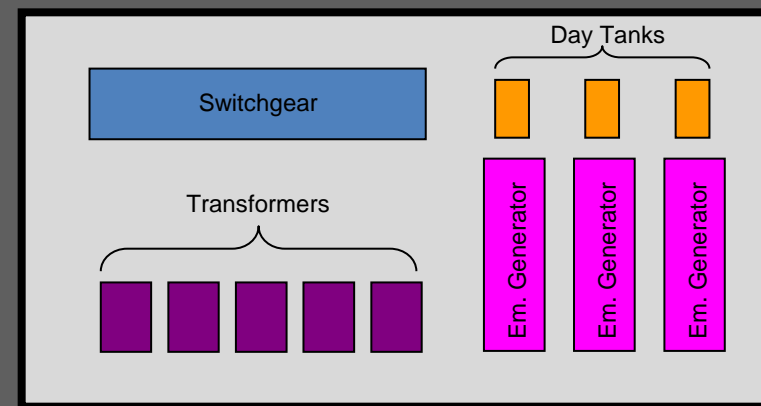 Day Tanks
Switchgear
Transformers
Em. Generator
Em. Generator
Em. Generator